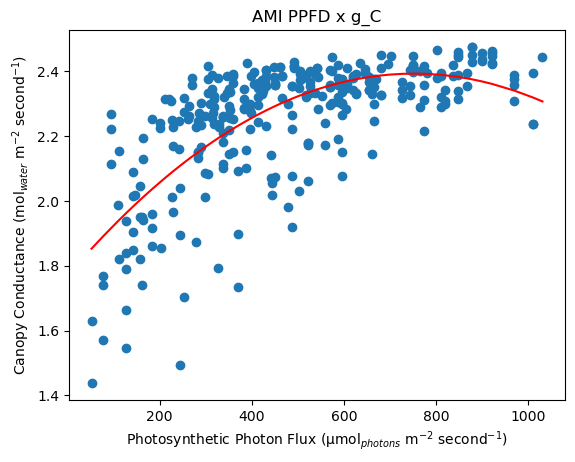 AMI PPFD x g_C
Canopy Conductance (mol_water m⁻² second⁻¹)
2.4
2.2
2.0
1.8
1.6
1.4
200 400 600 800 1000
Photosynthetic Photon Flux (µmol_photons m⁻² second⁻¹)